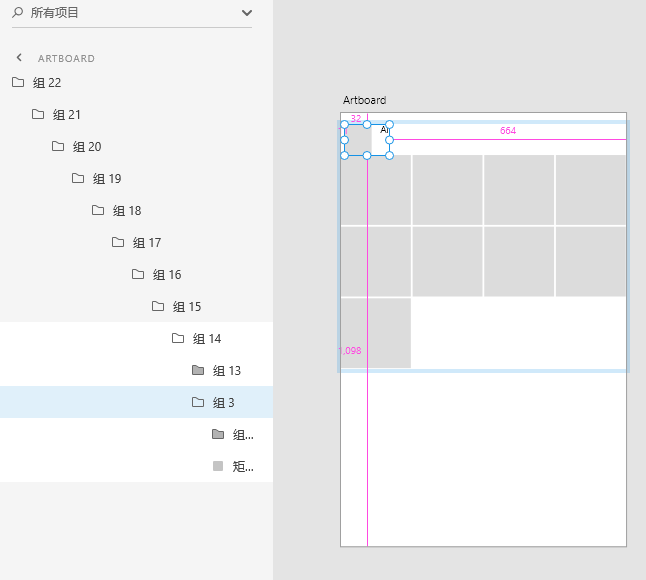 所有项目
ARTBOARD
组 22
组 21
组 20
组 19
组 18
组 17
组 16
组 15
组 14
组 13
组 3
组...
矩...
Artboard
32
664
1,098